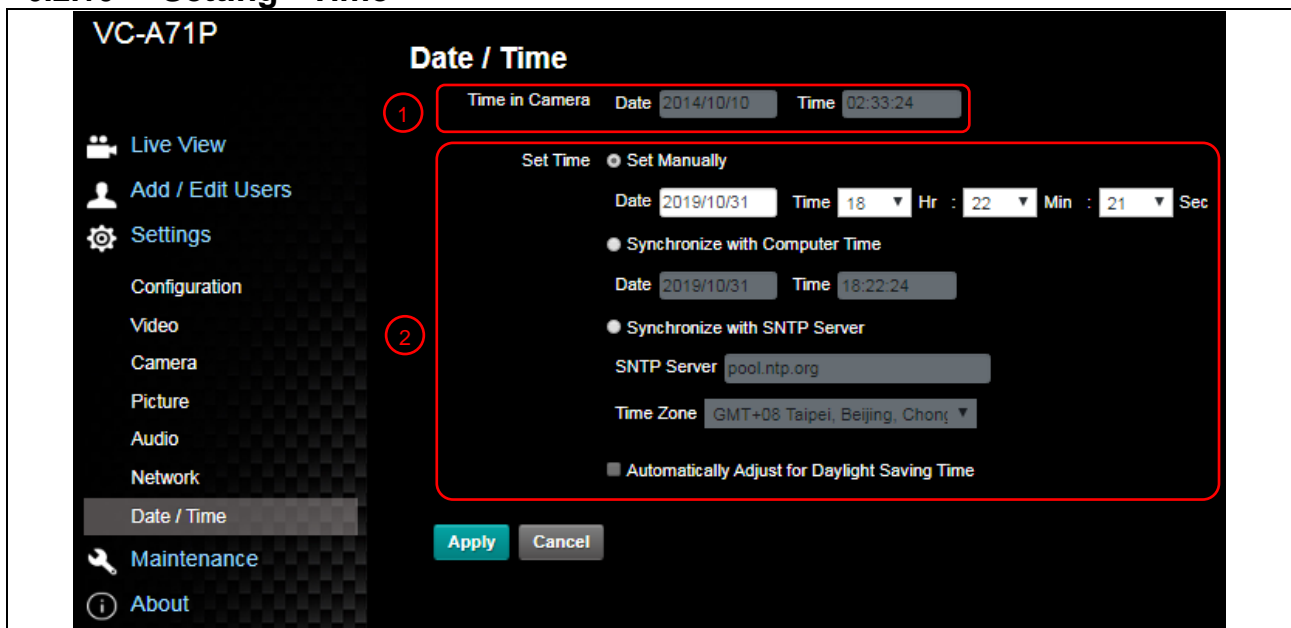 Setting - Time
VC-A71P
Date / Time
1
Time in Camera Date 2014/10/10 Time 02:33:24
Live View
Add / Edit Users
Settings
Configuration
Video
Camera
Picture
Audio
Network
Date / Time
Maintenance
About
2
Set Time Set Manually
Date 2019/10/31 Time 18 Hr : 22 Min : 21 Sec
Synchronize with Computer Time
Date 2019/10/31 Time 18:22:24
Synchronize with SNTP Server
SNTP Server pool.ntp.org
Time Zone GMT+08 Taipei, Beijing, Chong
Automatically Adjust for Daylight Saving Time
Apply Cancel